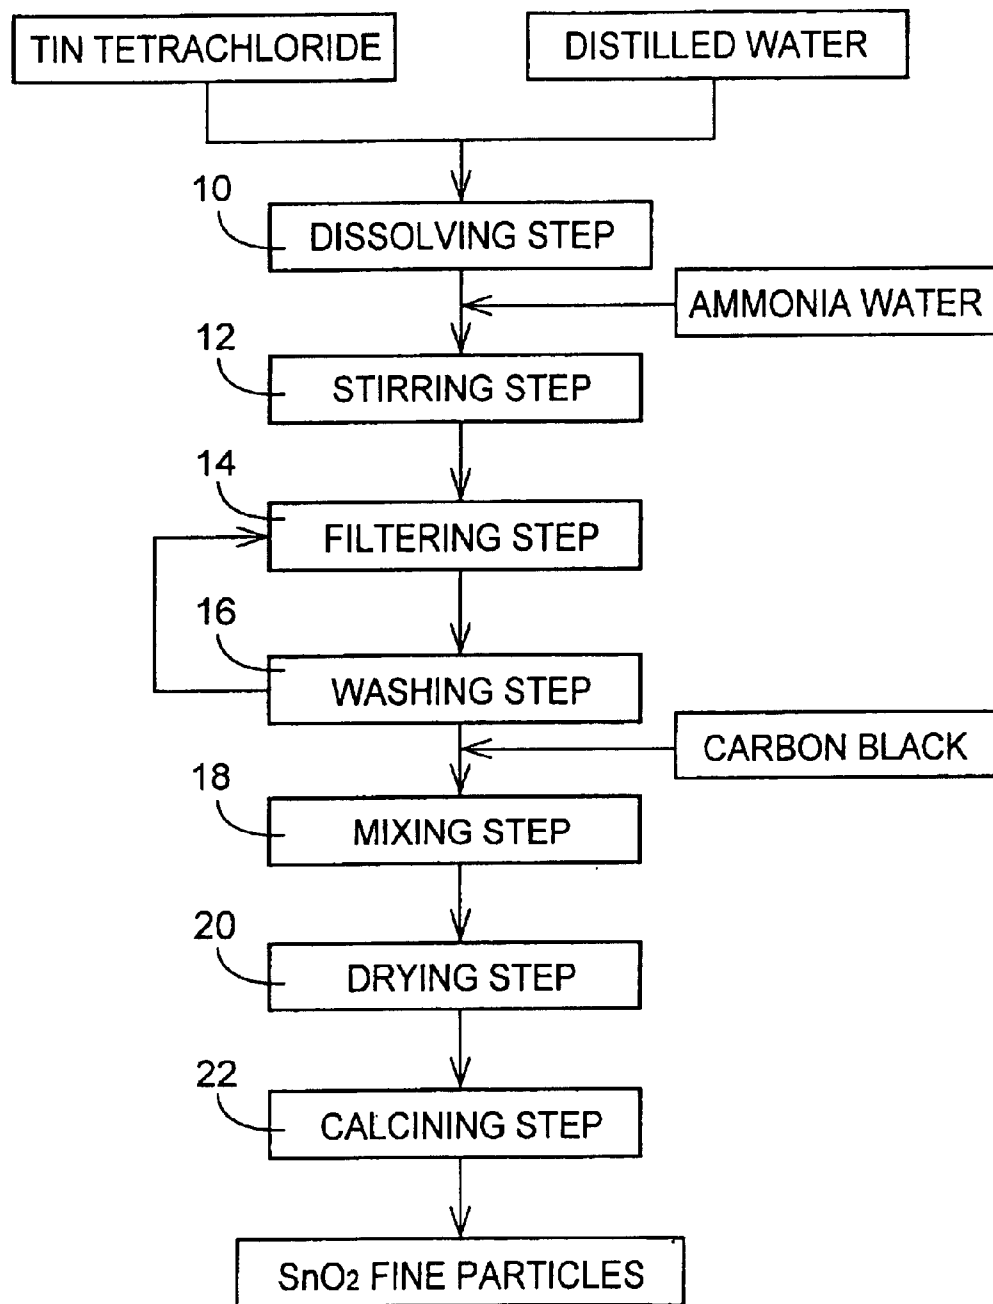 TIN TETRACHLORIDE
DISTILLED WATER
10
DISSOLVING STEP
AMMONIA WATER
12
STIRRING STEP
14
FILTERING STEP
16
WASHING STEP
CARBON BLACK
18
MIXING STEP
20
DRYING STEP
22
CALCINING STEP
SnO2 FINE PARTICLES